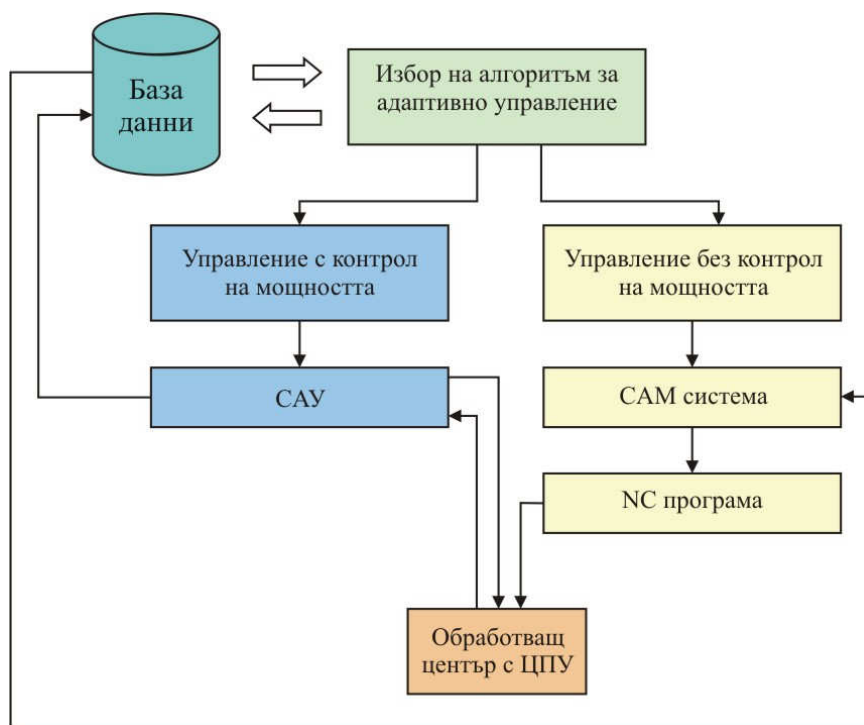 База
данни
Избор на алгоритъм за
адаптивно управление
Управление с контрол
на мощността
Управление без контрол
на мощността
САУ
САМ система
NC програма
Обработващ
център с ЦПУ